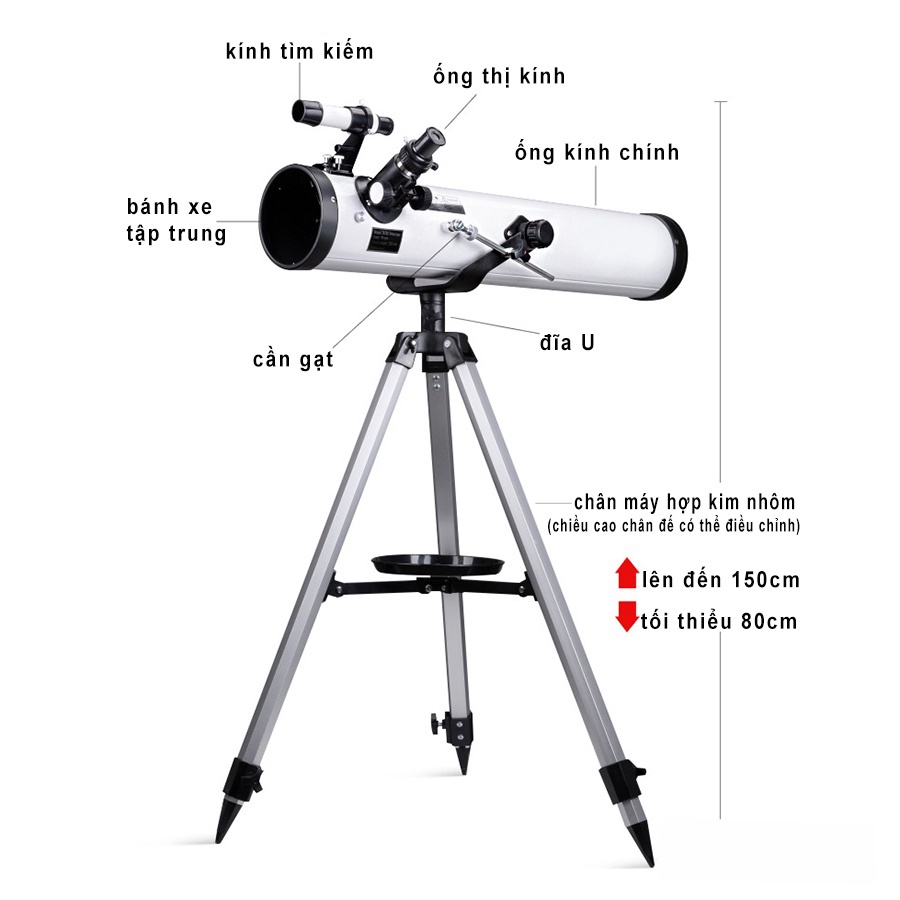 kính tìm kiếm
ống thị kính
ống kính chính
bánh xe
tập trung
đĩa U
cần gạt
chân máy hợp kim nhôm
(chiều cao chân đế có thể điều chỉnh)
lên đến 150cm
tối thiểu 80cm